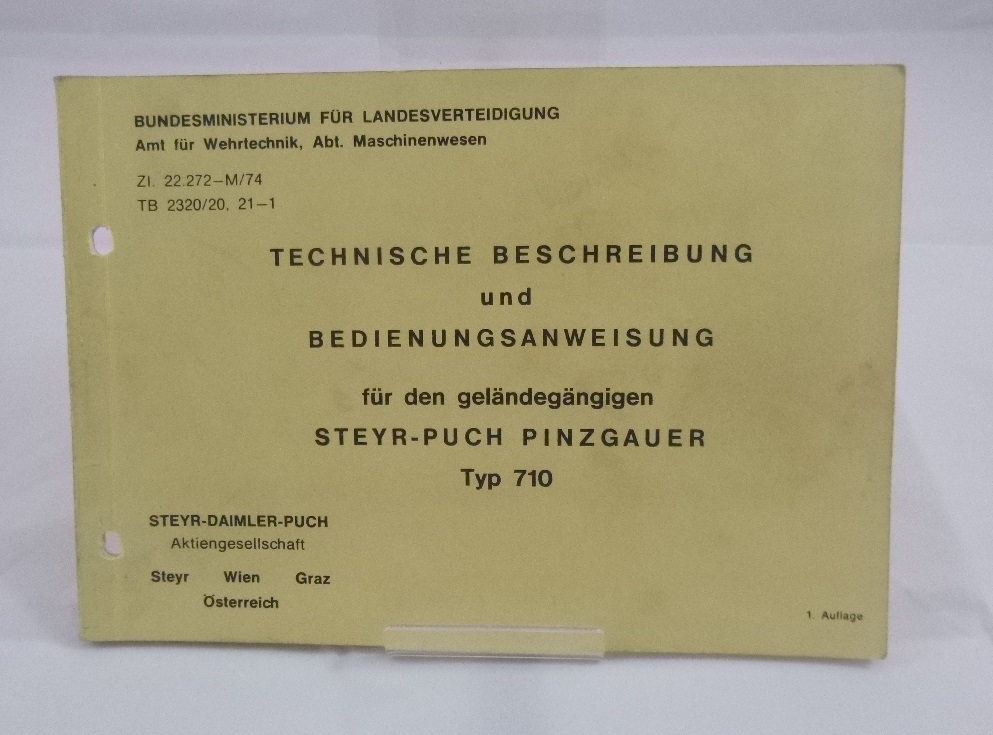 BUNDESMINISTERIUM FÜR LANDESVERTEIDIGUNG
Amt für Wehrtechnik, Abt. Maschinenwesen
Zl. 22.272—M/74
TB 2320/20, 21—1
TECHNISCHE BESCHREIBUNG
und
BEDIENUNGSANWEISUNG
für den geländegängigen
STEYR-PUCH PINZGAUER
Typ 710
STEYR-DAIMLER-PUCH
Aktiengesellschaft
Steyr Wien Graz
Österreich
1. Auflage